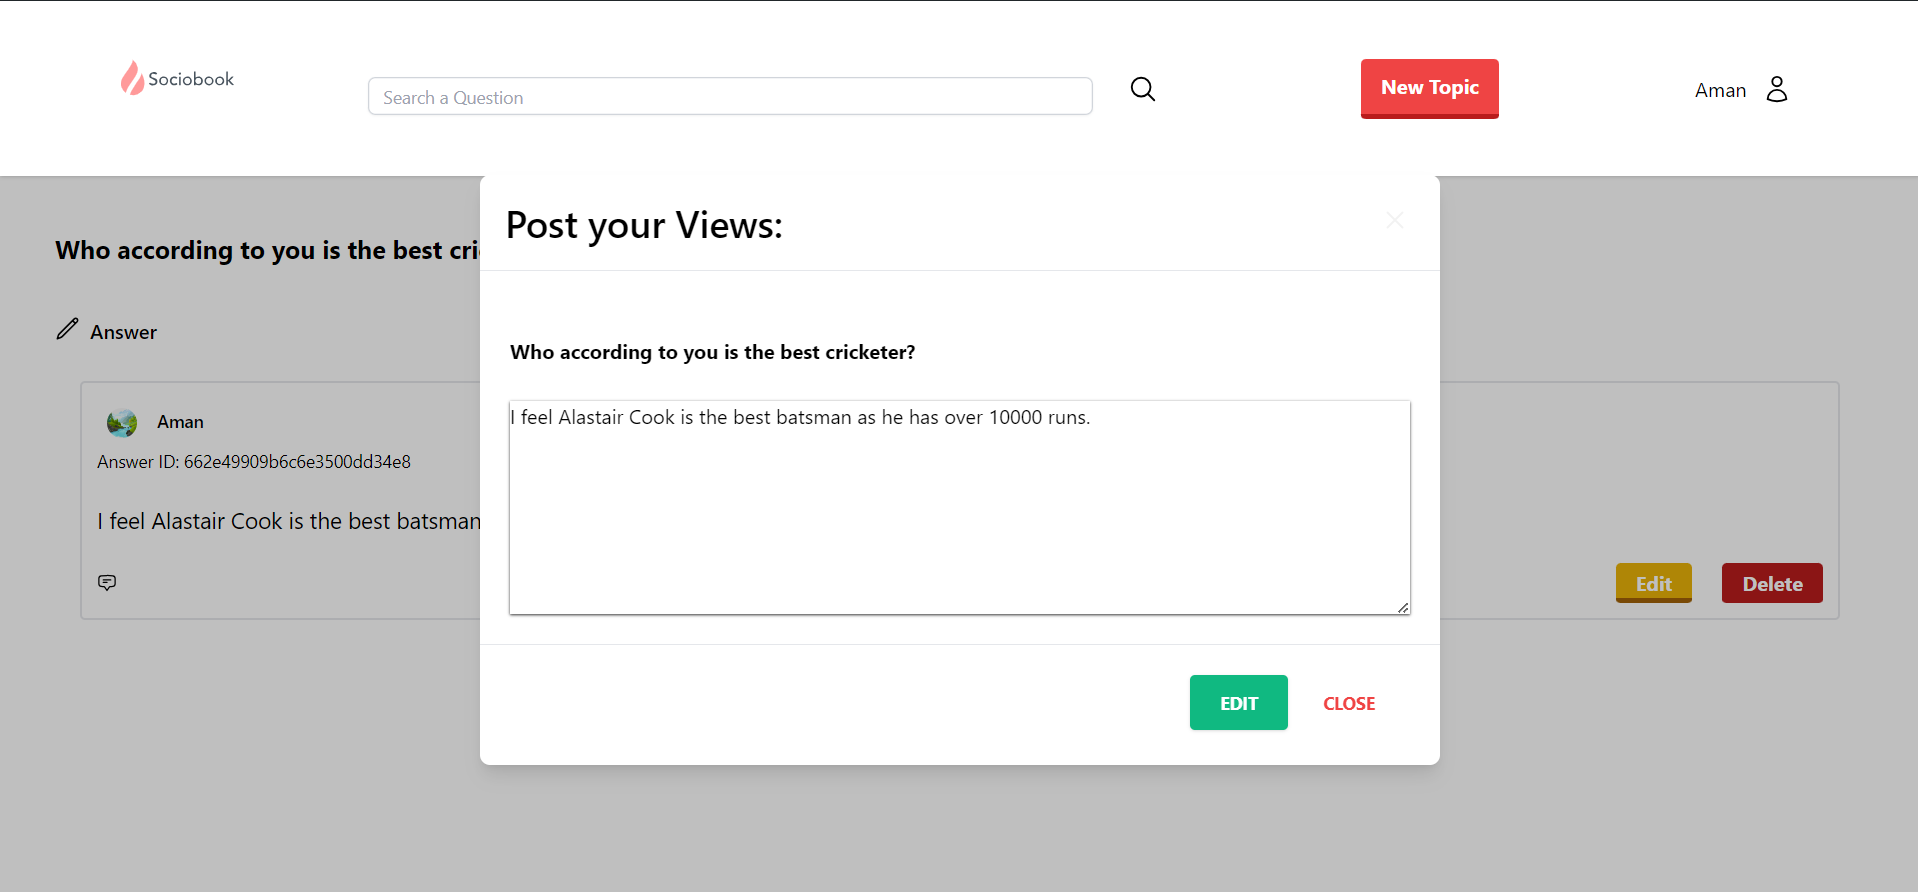 Sociobook
Search a Question
New Topic
Aman
Post your Views:
Who according to you is the best
Answer
Who according to you is the best cricketer?
I feel Alastair Cook is the best batsman as he has over 10000 runs.
Aman
Answer ID: 662e49909b6c6e3500dd34e8
I feel Alastair Cook is the best batsman
Edit
Delete
EDIT
CLOSE